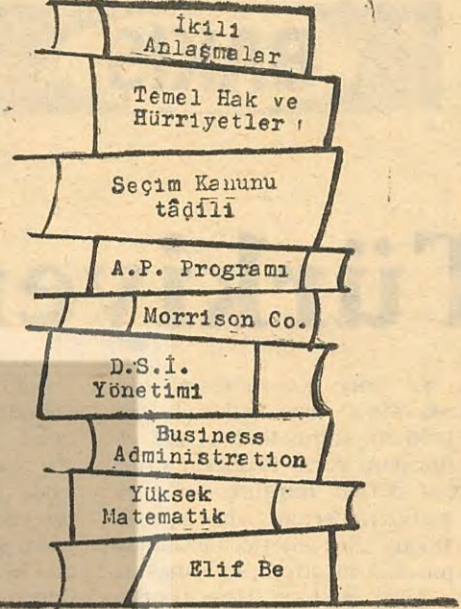 İkili
Anlaşmalar
Temel Hak ve
Hürriyetler
Seçim Kanunu
tâdili
A.P. Programı
Morrison Co.
D.S.İ.
Yönetimi
Business
Administration
Yüksek
Matematik
Elif Be